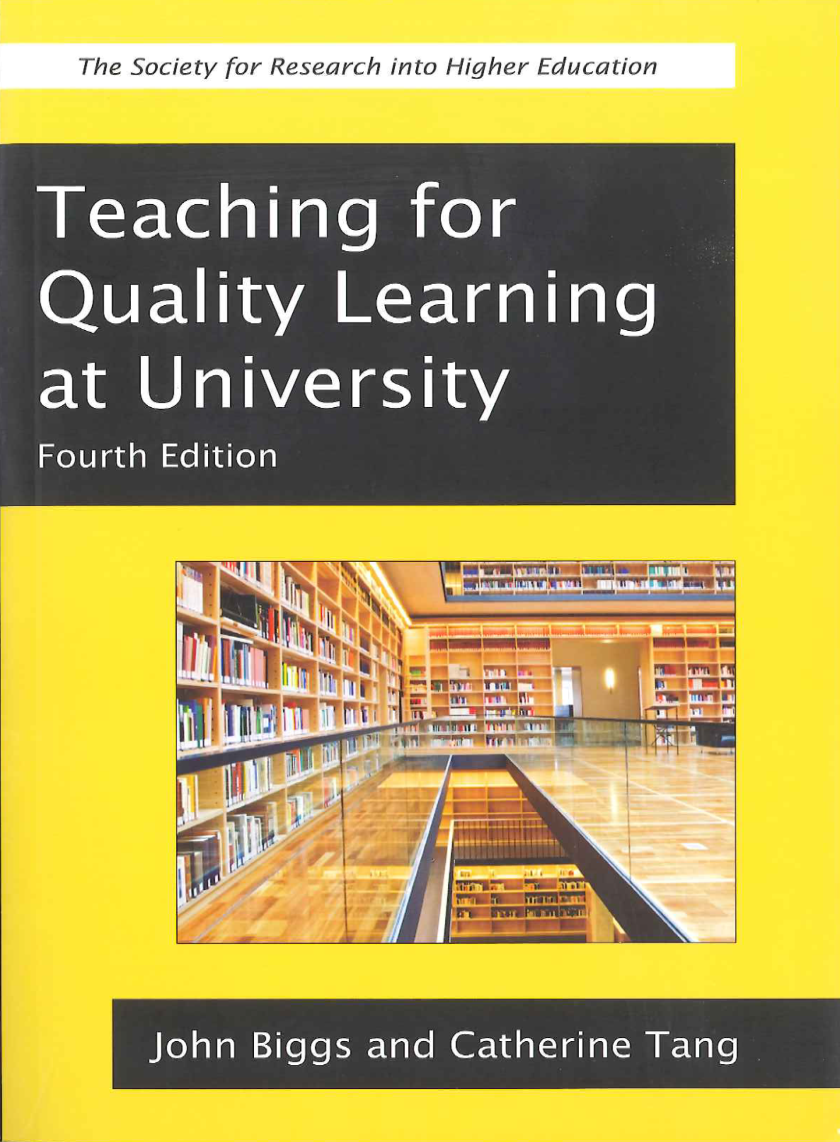 The Society for Research into Higher Education
Teaching for
Quality Learning
at University
Fourth Edition
John Biggs and Catherine Tang